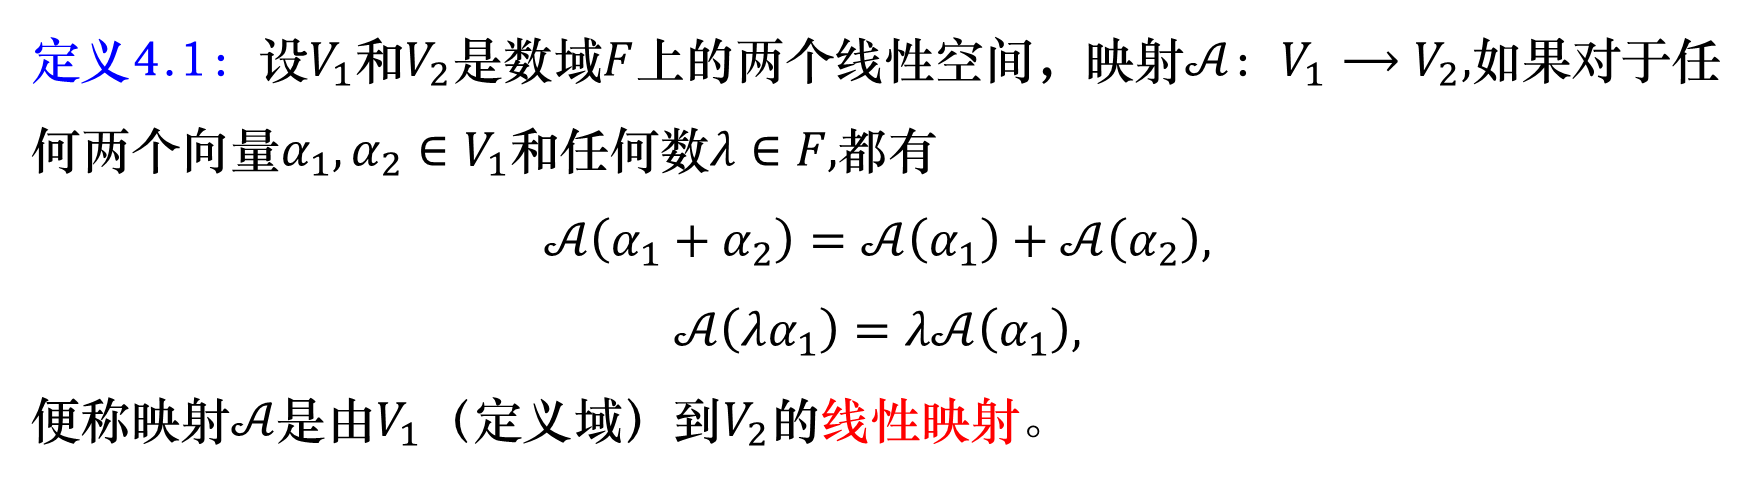 定义4.1：设V₁和V₂是数域F上的两个线性空间，映射𝒜：V₁ ⟶ V₂,如果对于任
何两个向量α₁, α₂ ∈ V₁和任何数λ ∈ F,都有
𝒜(α₁ + α₂) = 𝒜(α₁) + 𝒜(α₂),
𝒜(λα₁) = λ𝒜(α₁),
便称映射𝒜是由V₁（定义域）到V₂的线性映射。